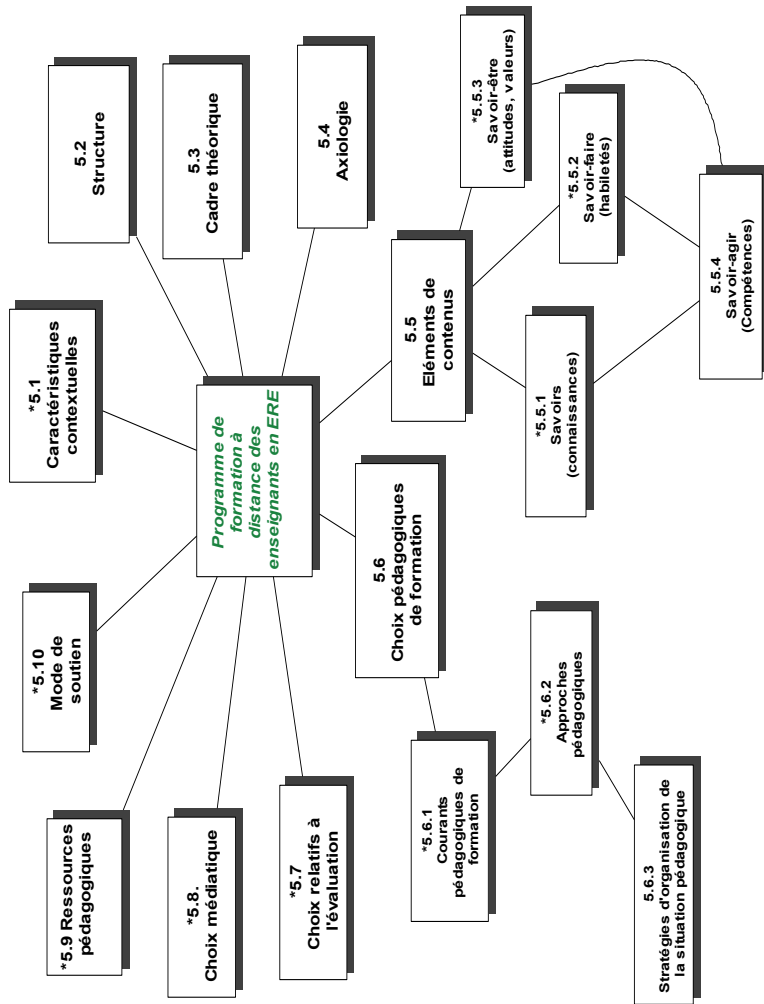 *5.1
Caractéristiques
contextuelles
5.2
Structure
5.3
Cadre théorique
5.4
Axiologie
*5.10
Mode de
soutien
*5.9 Ressources
pédagogiques
*5.8.
Choix médiatique
*5.7
Choix relatifs à
l'évaluation
Programme de
formation à
distance des
enseignants en ERE
5.5
Eléments de
contenus
*5.5.3
Savoir-être
(attitudes, valeurs)
*5.5.2
Savoir-faire
(habiletés)
*5.5.1
Savoirs
(connaissances)
5.5.4
Savoir-agir
(Compétences)
5.6
Choix pédagogiques
de formation
*5.6.1
Courants
pédagogiques de
formation
*5.6.2
Approches
pédagogiques
5.6.3
Stratégies d'organisation de
la situation pédagogique